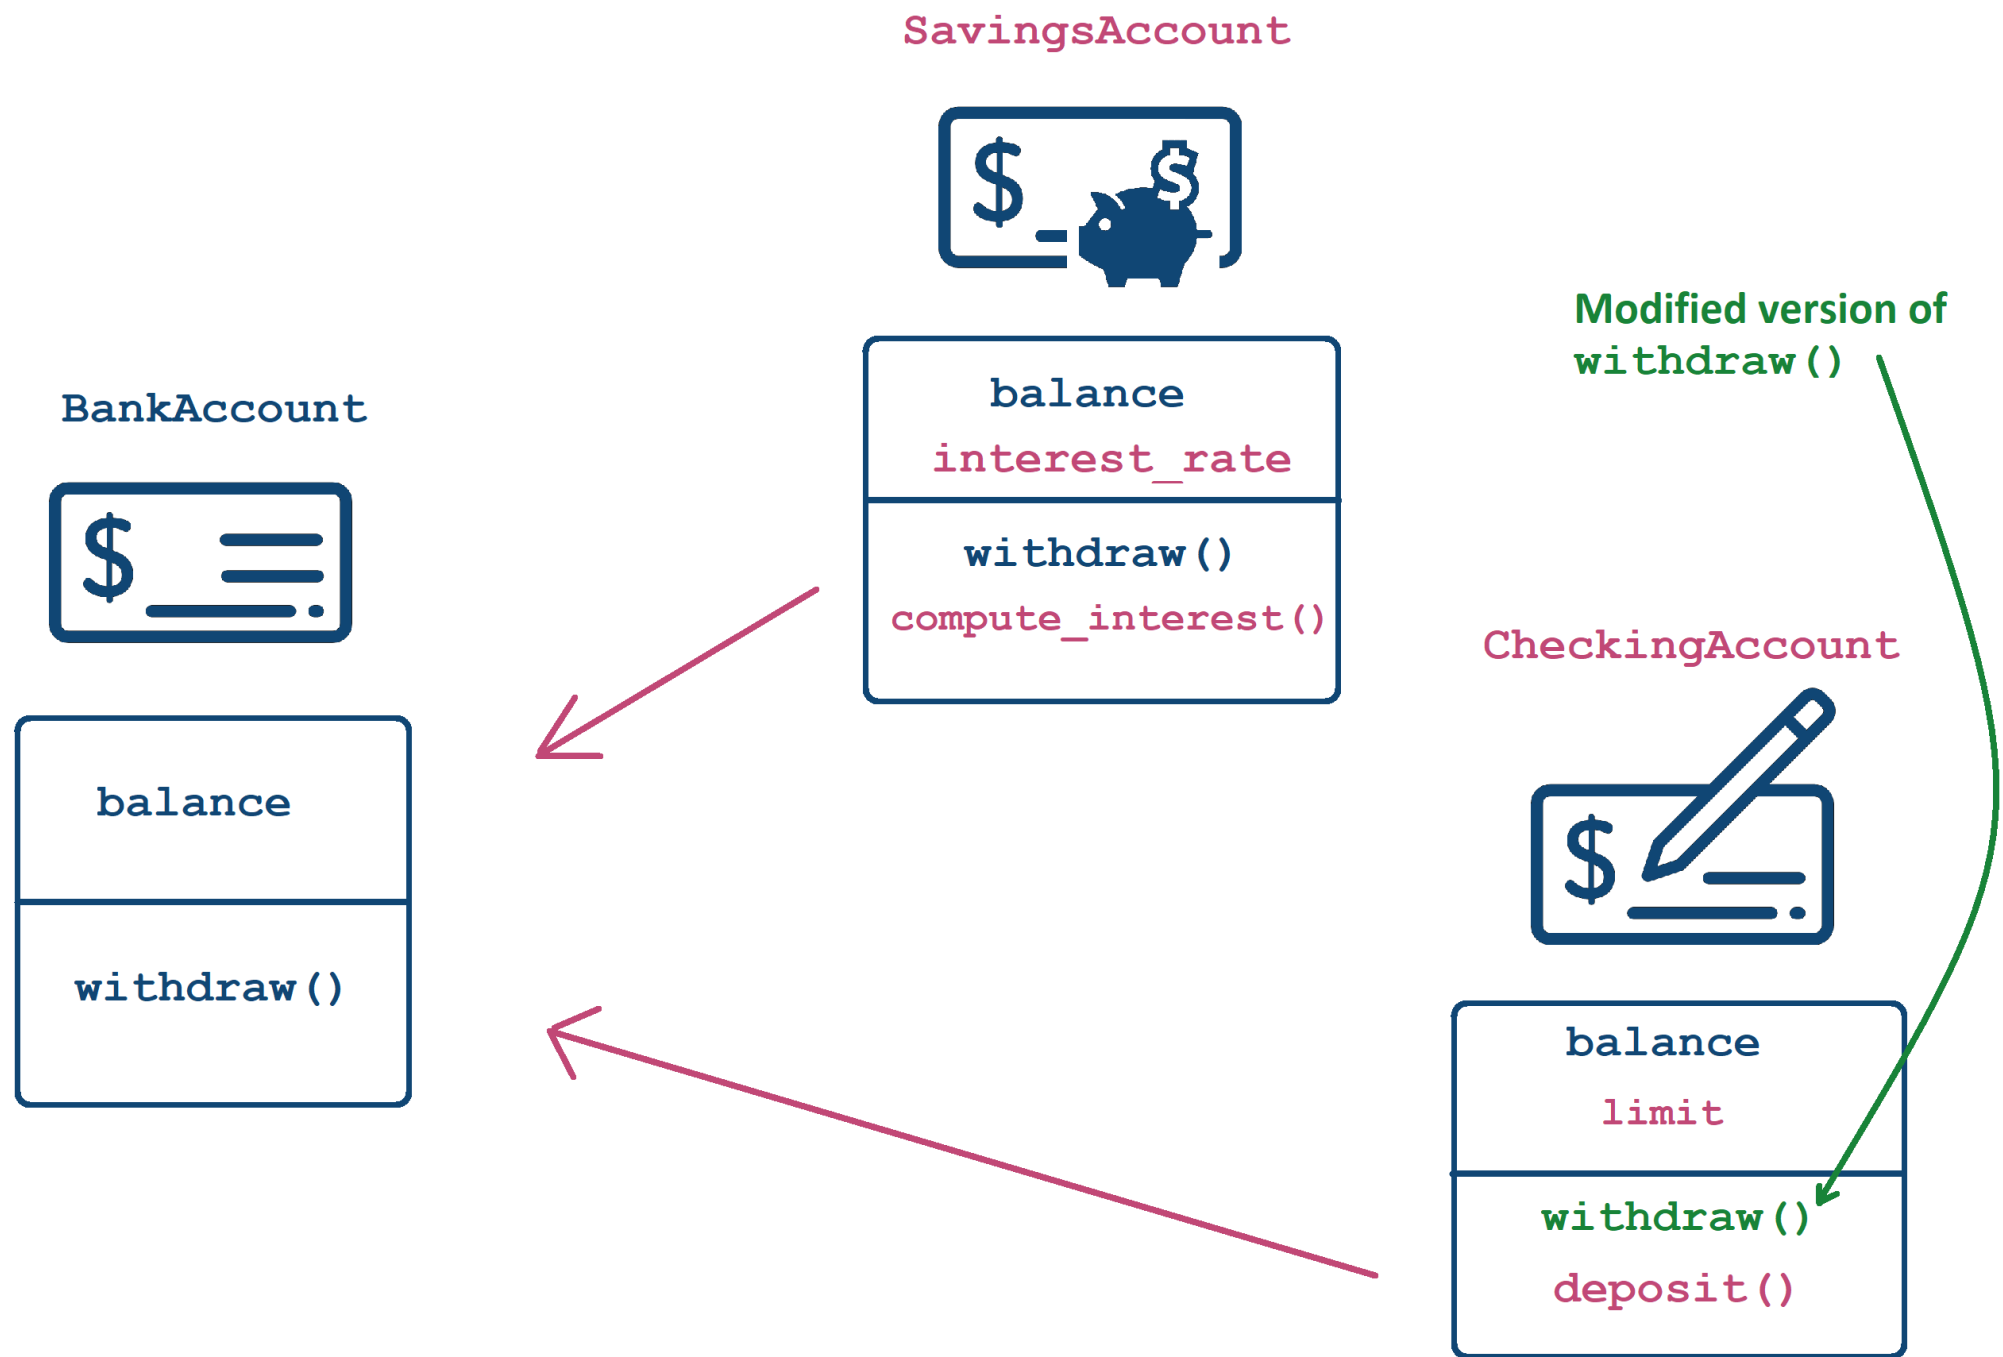 SavingsAccount
$
$
balance
interest_rate
withdraw()
compute_interest()
Modified version of
withdraw()
BankAccount
$
balance
withdraw()
CheckingAccount
$
balance
limit
withdraw()
deposit()